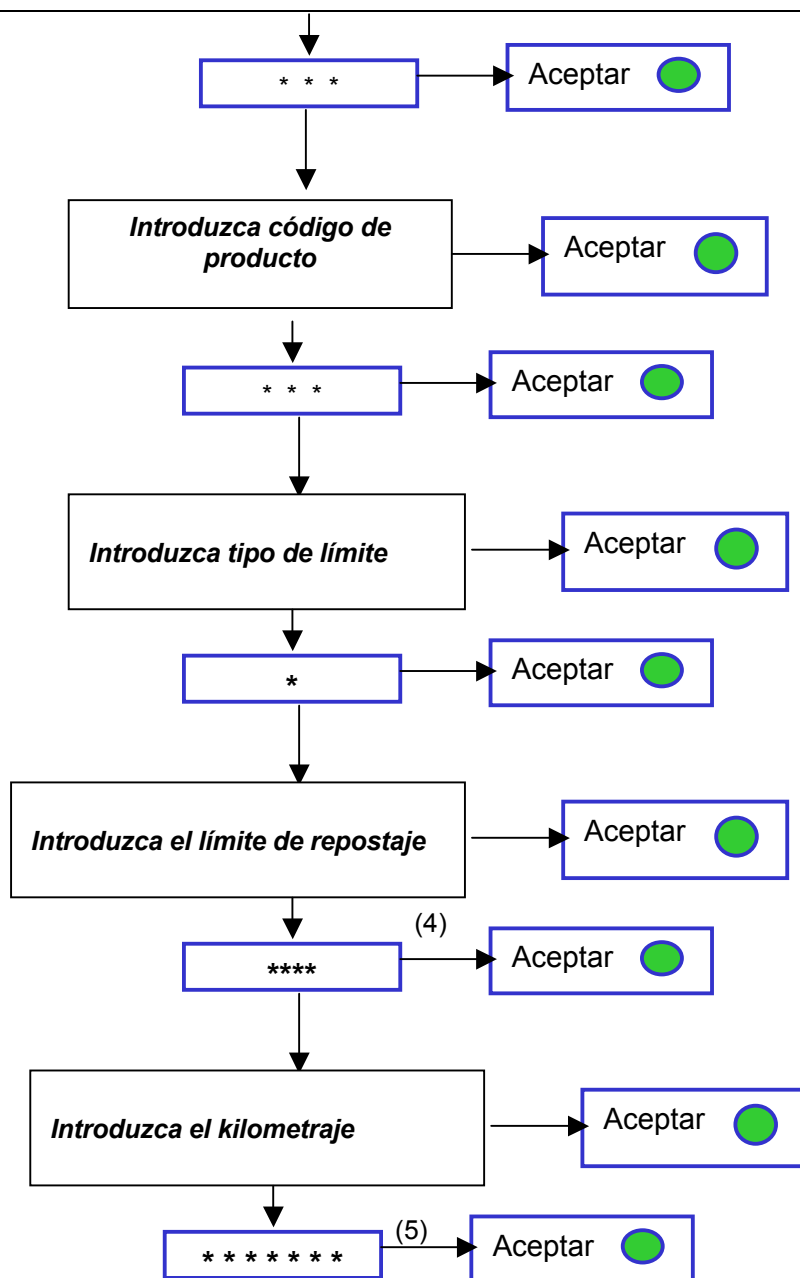 * * *
Aceptar
Introduzca código de
producto
Aceptar
* * *
Aceptar
Introduzca tipo de límite
Aceptar
*
Aceptar
Introduzca el límite de repostaje
Aceptar
(4)
****
Aceptar
Introduzca el kilometraje
Aceptar
(5)
* * * * * * *
Aceptar